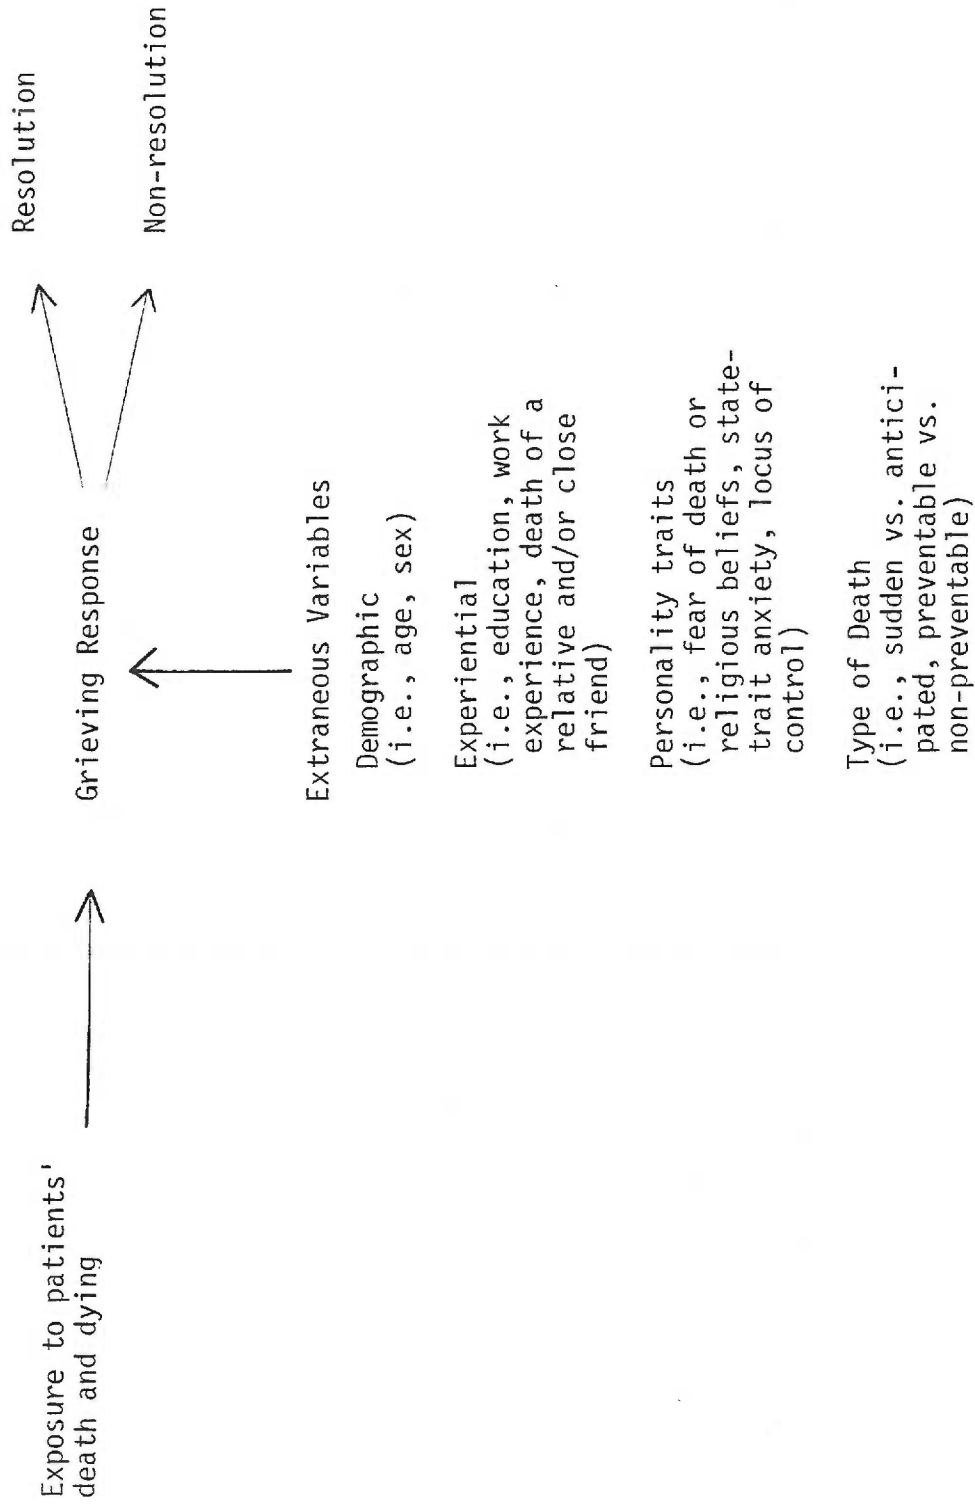 Exposure to patients'
death and dying
Grieving Response
Resolution
Non-resolution
Extraneous Variables
Demographic
(i.e., age, sex)
Experiential
(i.e., education, work
experience, death of a
relative and/or close
friend)
Personality traits
(i.e., fear of death or
religious beliefs, state-
trait anxiety, locus of
control)
Type of Death
(i.e., sudden vs. antici-
pated, preventable vs.
non-preventable)